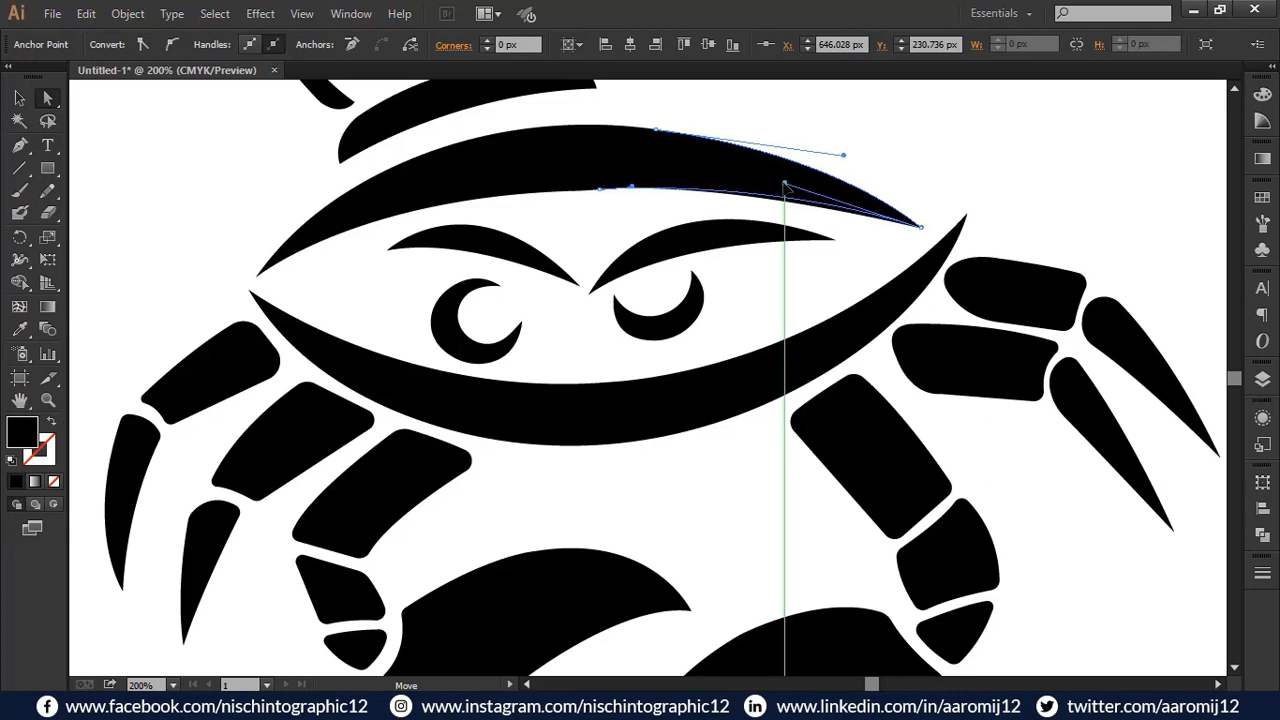 Ai File Edit Object Type Select Effect View Window Help Br Essentials
Anchor Point Convert: Handles: Anchors: Corners: 0 px X: 646.028 px Y: 230.736 px W: 0 px H: 0 px
Untitled-1* @ 200% (CMYK/Preview)
200% 1 Move
www.facebook.com/nischintographic12 www.instagram.com/nischintographic12 www.linkedin.com/in/aaromij12 twitter.com/aaromij12